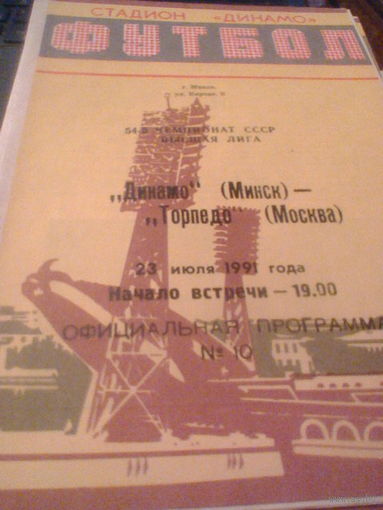 СТАДИОН «ДИНАМО»
ФУТБОЛ
г. Минск,
ул. Кирова, 8
54-й ЧЕМПИОНАТ СССР
ВЫСШАЯ ЛИГА
„Динамо" (Минск) —
„Торпедо" (Москва)
23 июля 1991 года
Начало встречи — 19.00
ОФИЦИАЛЬНАЯ ПРОГРАММА
№ 10